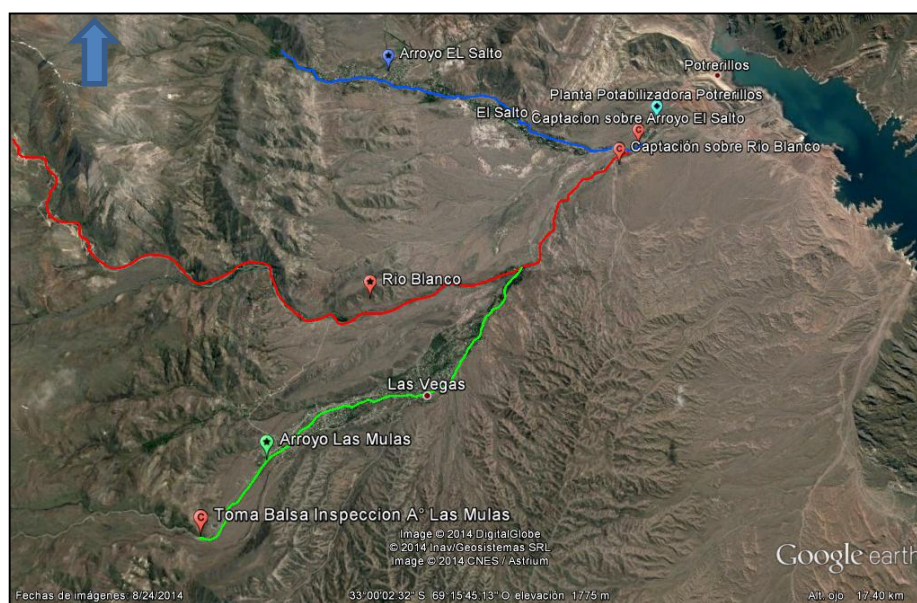 Arroyo EL Salto
Potrerillos
Planta Potabilizadora Potrerillos
El Salto
Captacion sobre Arroyo El Salto
Captación sobre Rio Blanco
Rio Blanco
Las Vegas
Arroyo Las Mulas
Toma Balsa Inspeccion A° Las Mulas
Image © 2014 DigitalGlobe
© 2014 Inav/Geosistemas SRL
Image © 2014 CNES / Astrium
Google earth
Fechas de imágenes: 8/24/2014
33°00'02.32" S 69°15'45.13" O elevación 1775 m
Alt. ojo 17.40 km